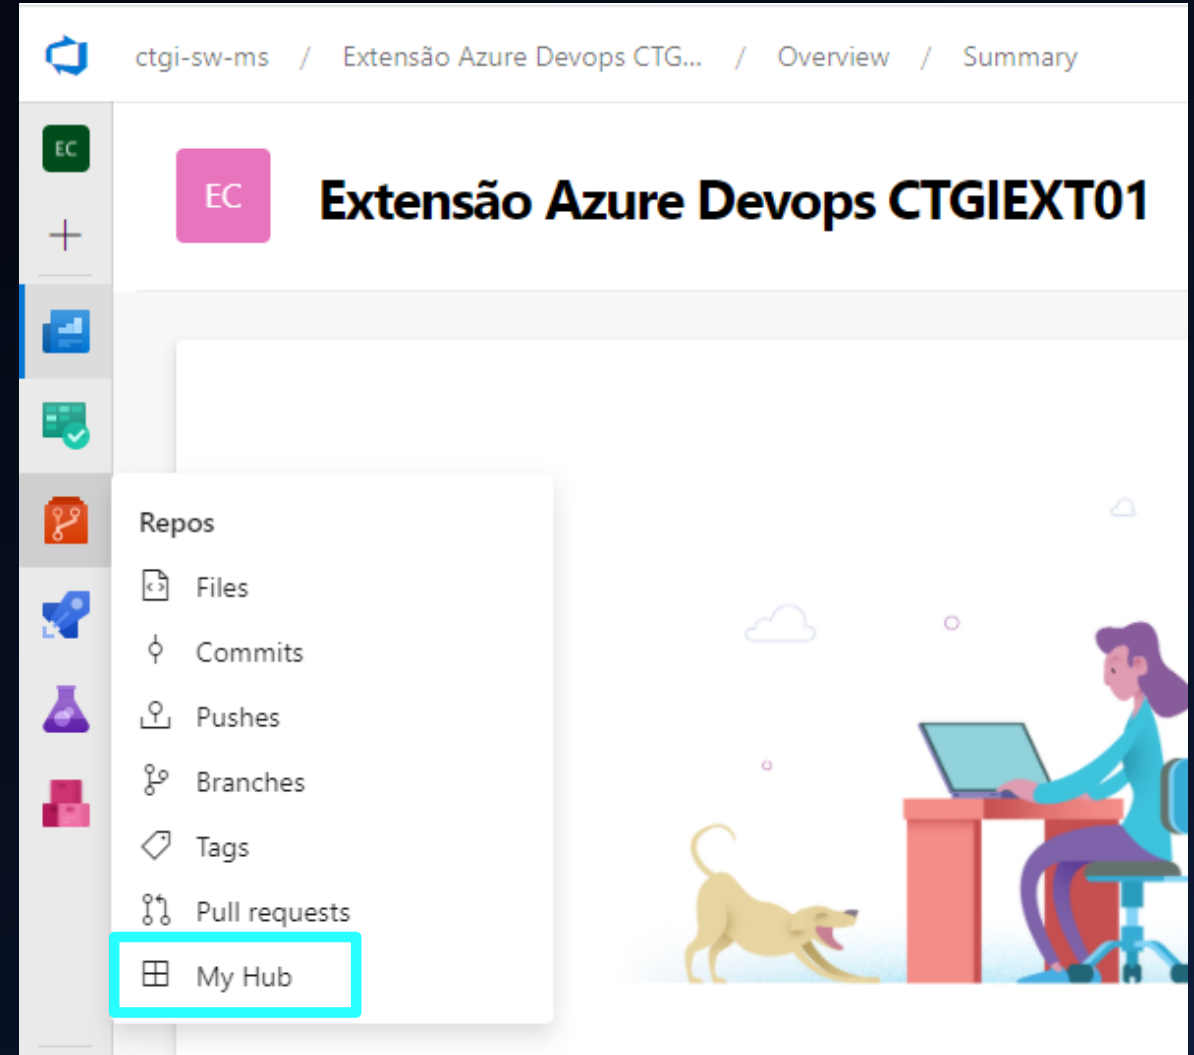 ctgi-sw-ms / Extensão Azure Devops CTG... / Overview / Summary
EC
EC
Extensão Azure Devops CTGIEXT01
Repos
Files
Commits
Pushes
Branches
Tags
Pull requests
My Hub